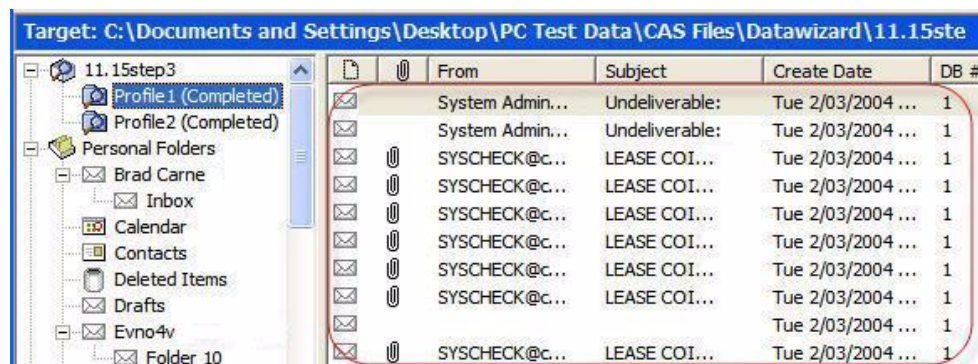 Target: C:\Documents and Settings\Desktop\PC Test Data\CAS Files\Datawizard\11.15ste
11.15step3
Profile1 (Completed)
Profile2 (Completed)
Personal Folders
Brad Carne
Inbox
Calendar
Contacts
Deleted Items
Drafts
Evno4v
Folder 10
From Subject Create Date DB #
System Admin... Undeliverable: Tue 2/03/2004 ... 1
System Admin... Undeliverable: Tue 2/03/2004 ... 1
SYSCHECK@c... LEASE COI... Tue 2/03/2004 ... 1
SYSCHECK@c... LEASE COI... Tue 2/03/2004 ... 1
SYSCHECK@c... LEASE COI... Tue 2/03/2004 ... 1
SYSCHECK@c... LEASE COI... Tue 2/03/2004 ... 1
SYSCHECK@c... LEASE COI... Tue 2/03/2004 ... 1
SYSCHECK@c... LEASE COI... Tue 2/03/2004 ... 1
Tue 2/03/2004 ... 1
SYSCHECK@c... LEASE COI... Tue 2/03/2004 ... 1